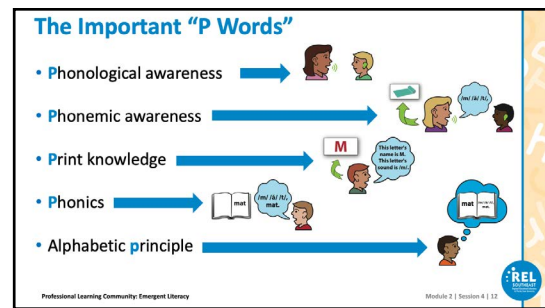 The Important “P Words”
• Phonological awareness
• Phonemic awareness
/m/ /ă/ /t/,
• Print knowledge
M
This letter's
name is M.
This letter's
sound is /m/.
• Phonics
mat
/m/ /ă/ /t/,
mat.
mat
mat.
• Alphabetic principle
REL
SOUTHEAST
Professional Learning Community: Emergent Literacy
Module 2 | Session 4 | 12